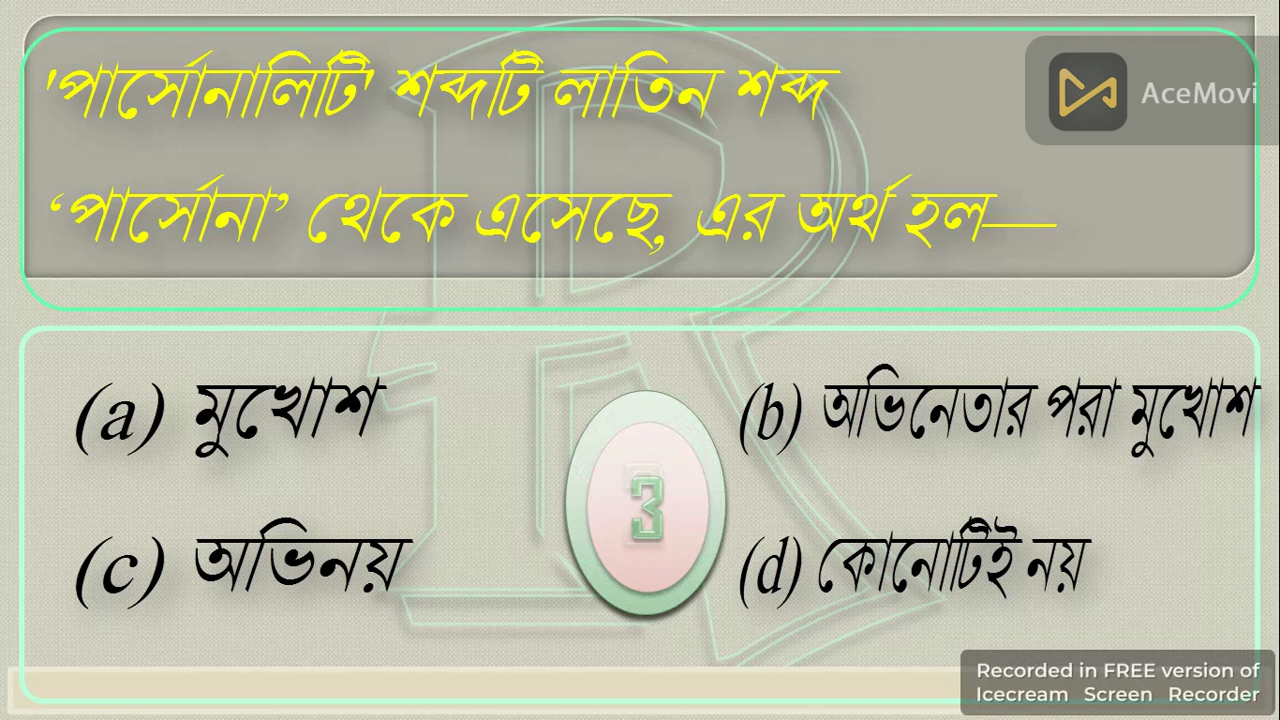 'পার্সোনালিটি' শব্দটি লাতিন শব্দ
AceMovi
‘পার্সোনা’ থেকে এসেছে, এর অর্থ হল—
(a) মুখোশ
(b) অভিনেতার পরা মুখোশ
3
(c) অভিনয়
(d) কোনোটিই নয়
Recorded in FREE version of
Icecream Screen Recorder